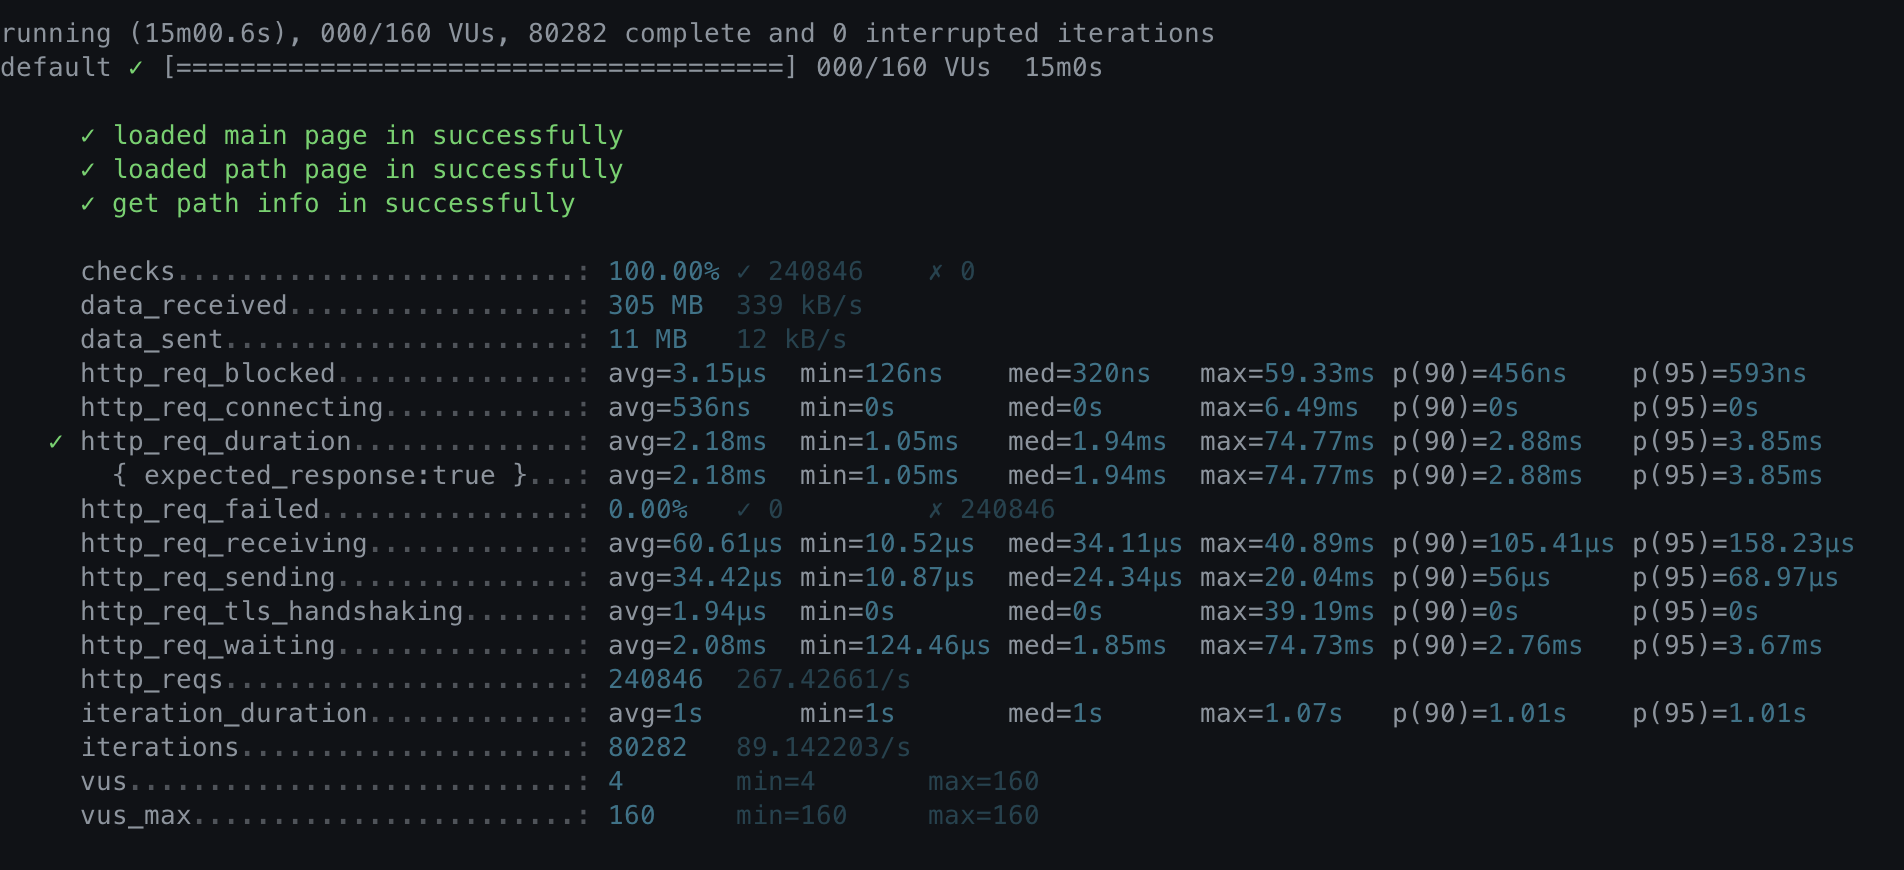 running (15m00.6s), 000/160 VUs, 80282 complete and 0 interrupted iterations
default ✓ [======================================] 000/160 VUs  15m0s
✓ loaded main page in successfully
✓ loaded path page in successfully
✓ get path info in successfully
checks.........................: 100.00% ✓ 240846    ✗ 0
data_received..................: 305 MB  339 kB/s
data_sent......................: 11 MB   12 kB/s
http_req_blocked...............: avg=3.15µs  min=126ns    med=320ns   max=59.33ms p(90)=456ns    p(95)=593ns
http_req_connecting............: avg=536ns   min=0s       med=0s      max=6.49ms  p(90)=0s       p(95)=0s
✓ http_req_duration..............: avg=2.18ms  min=1.05ms   med=1.94ms  max=74.77ms p(90)=2.88ms   p(95)=3.85ms
{ expected_response:true }...: avg=2.18ms  min=1.05ms   med=1.94ms  max=74.77ms p(90)=2.88ms   p(95)=3.85ms
http_req_failed................: 0.00%   ✓ 0         ✗ 240846
http_req_receiving.............: avg=60.61µs min=10.52µs  med=34.11µs max=40.89ms p(90)=105.41µs p(95)=158.23µs
http_req_sending...............: avg=34.42µs min=10.87µs  med=24.34µs max=20.04ms p(90)=56µs     p(95)=68.97µs
http_req_tls_handshaking.......: avg=1.94µs  min=0s       med=0s      max=39.19ms p(90)=0s       p(95)=0s
http_req_waiting...............: avg=2.08ms  min=124.46µs med=1.85ms  max=74.73ms p(90)=2.76ms   p(95)=3.67ms
http_reqs......................: 240846  267.42661/s
iteration_duration.............: avg=1s      min=1s       med=1s      max=1.07s   p(90)=1.01s    p(95)=1.01s
iterations.....................: 80282   89.142203/s
vus............................: 4       min=4       max=160
vus_max........................: 160     min=160     max=160